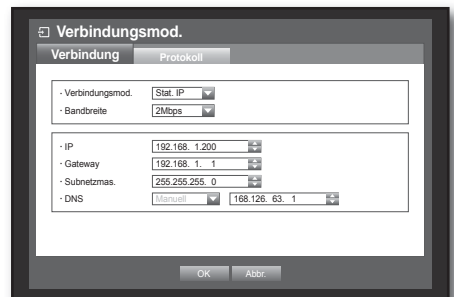 Verbindungsmod.
Verbindung Protokoll
- Verbindungsmod. Stat. IP
- Bandbreite 2Mbps
- IP 192.168. 1.200
- Gateway 192.168. 1. 1
- Subnetzmas. 255.255.255. 0
- DNS Manuell 168.126. 63. 1
OK Abbr.